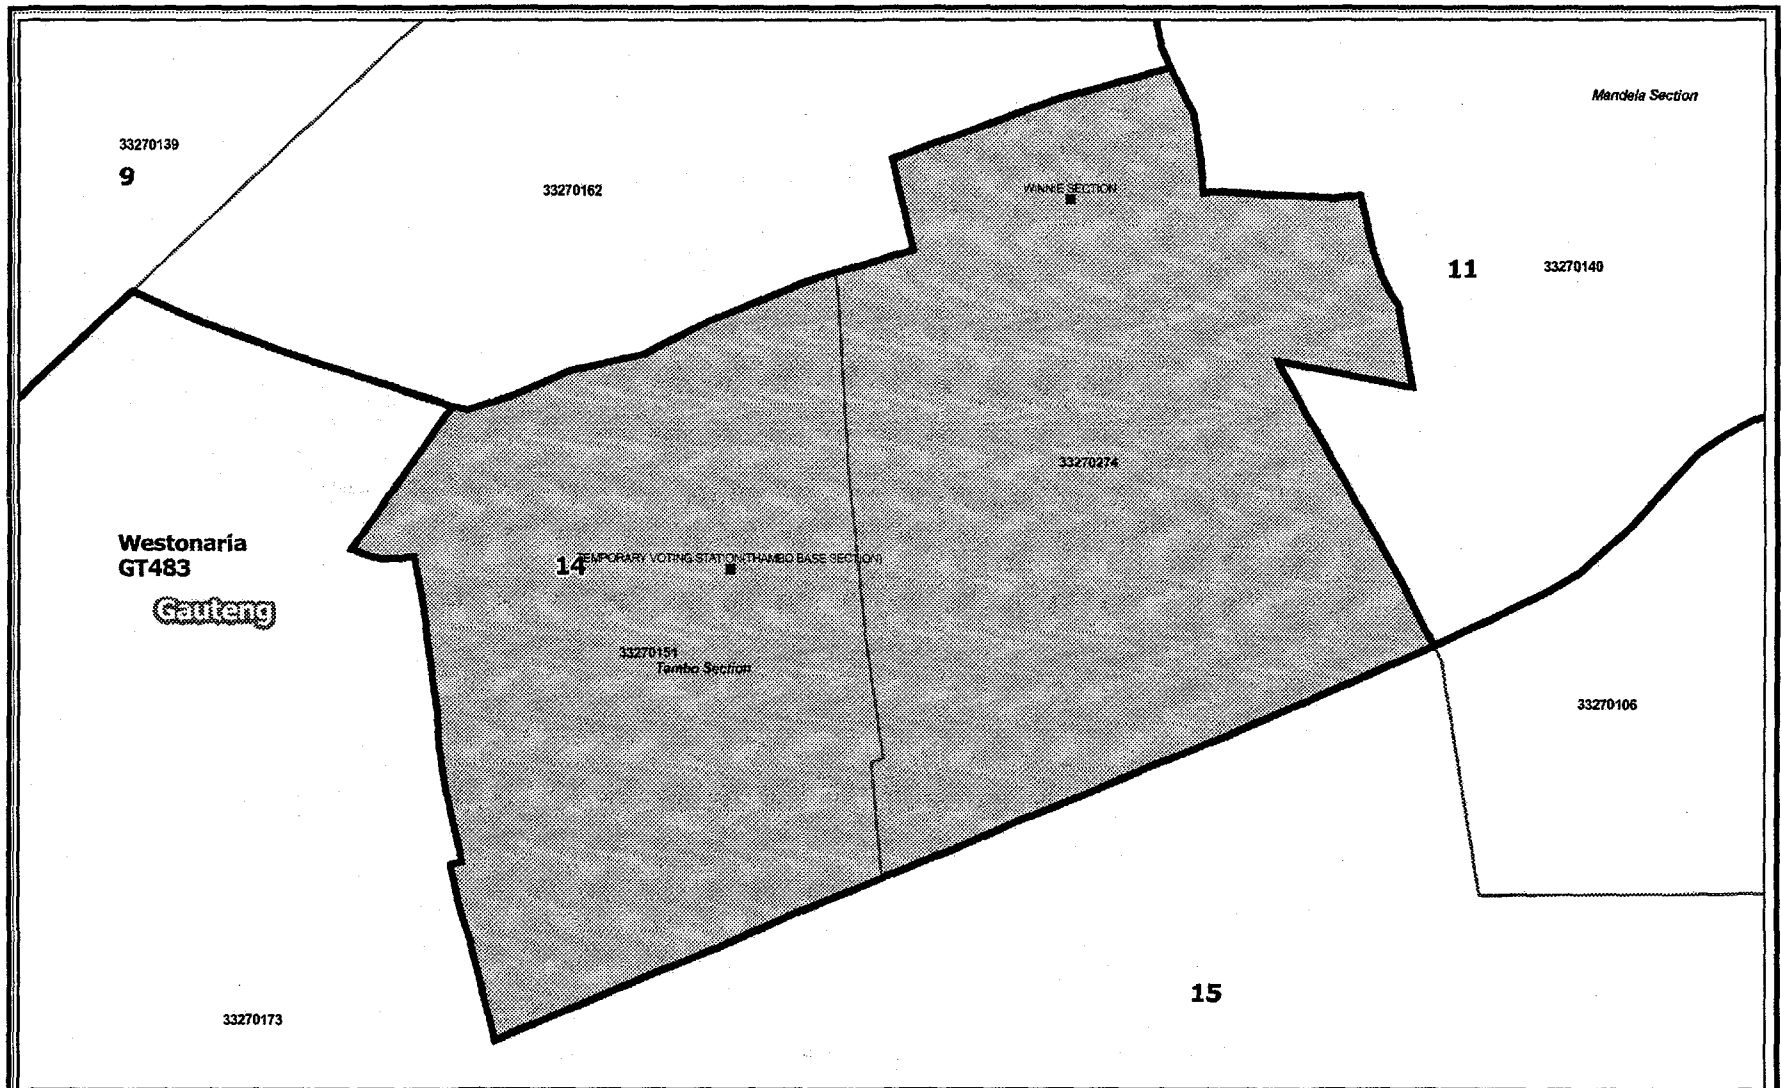 Mandela Section
33270139
9
33270162
WINNIE SECTION
11
33270140
33270274
Westonaria
GT483
14
TEMPORARY VOTING STATION(THAMBO BASE SECTION)
Gauteng
33270151
Tambo Section
33270106
15
33270173